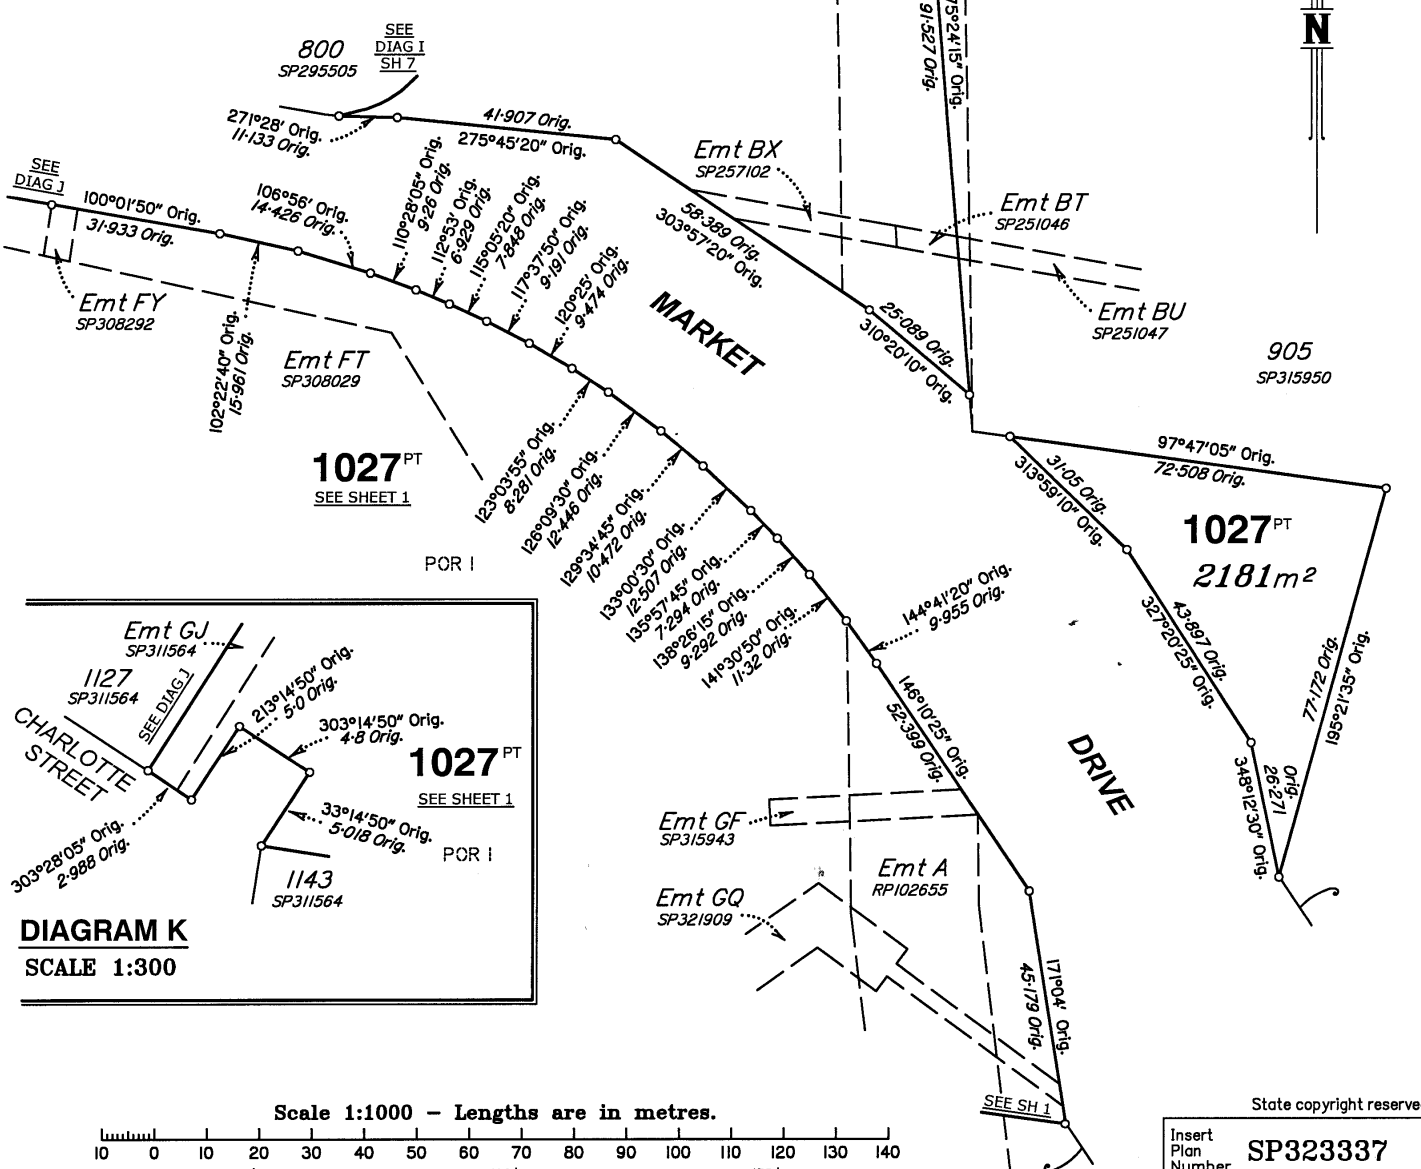 800
SP295505
SEE
DIAG I
SH 7
N
75°24'15" Orig.
91·527 Orig.
271°28' Orig.
11·133 Orig.
41·907 Orig.
275°45'20" Orig.
Emt BX
SP257102
Emt BT
SP251046
Emt BU
SP251047
905
SP315950
SEE
DIAG J
100°01'50" Orig.
31·933 Orig.
106°56' Orig.
14·426 Orig.
110°28'05" Orig.
9·26 Orig.
112°53' Orig.
6·929 Orig.
115°05'20" Orig.
7·848 Orig.
117°37'50" Orig.
9·191 Orig.
120°25' Orig.
9·474 Orig.
58·389 Orig.
303°57'20" Orig.
25·089 Orig.
310°20'10" Orig.
MARKET
Emt FY
SP308292
102°22'40" Orig.
15·961 Orig.
Emt FT
SP308029
1027 PT
SEE SHEET 1
POR I
123°03'55" Orig.
8·281 Orig.
126°09'30" Orig.
12·446 Orig.
129°34'45" Orig.
10·472 Orig.
133°00'30" Orig.
12·507 Orig.
135°57'45" Orig.
7·294 Orig.
138°26'15" Orig.
9·292 Orig.
141°30'50" Orig.
11·32 Orig.
144°41'20" Orig.
9·955 Orig.
97°47'05" Orig.
72·508 Orig.
31·05 Orig.
313°59'10" Orig.
1027 PT
2181m²
43·897 Orig.
327°20'25" Orig.
77·172 Orig.
195°21'35" Orig.
Orig.
26·271
348°12'30" Orig.
146°10'25" Orig.
52·399 Orig.
DRIVE
Emt GF
SP315943
Emt A
RP102655
Emt GQ
SP321909
171°04' Orig.
45·179 Orig.
SEE SH 1
Emt GJ
SP311564
1127
SP311564
SEE DIAG J
CHARLOTTE
STREET
213°14'50" Orig.
5·0 Orig.
303°14'50" Orig.
4·8 Orig.
1027 PT
SEE SHEET 1
33°14'50" Orig.
5·018 Orig.
POR I
303°28'05" Orig.
2·988 Orig.
1143
SP311564
DIAGRAM K
SCALE 1:300
Scale 1:1000 – Lengths are in metres.
10 0 10 20 30 40 50 60 70 80 90 100 110 120 130 140
State copyright reserve
Insert
Plan
Number
SP323337